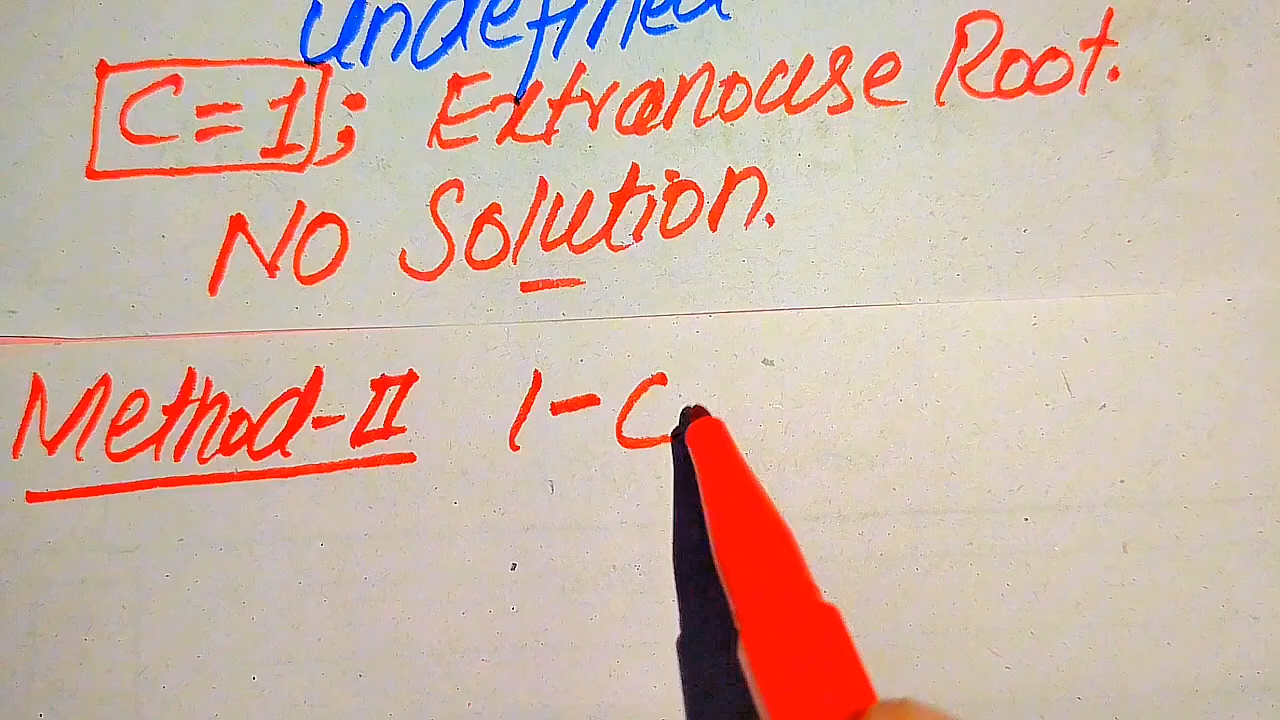 undefined
C=1; Extranouse Root.
NO Solution.
Method-II 1-C